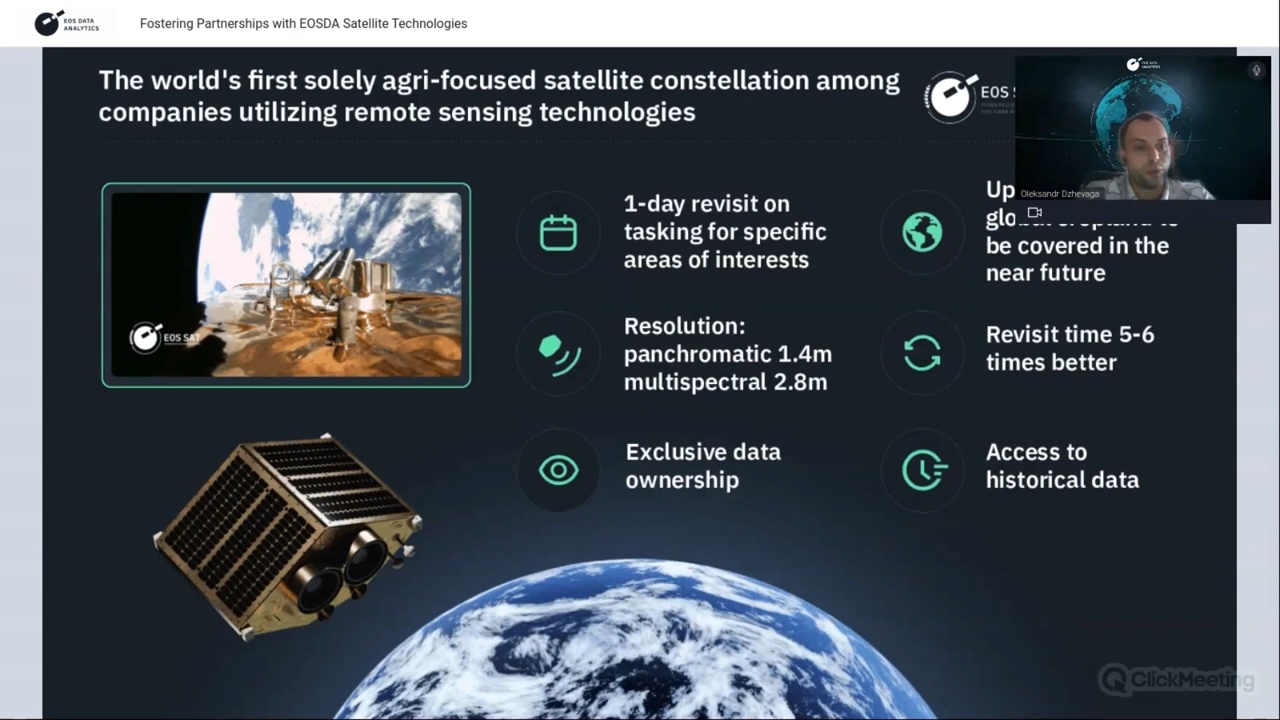 EOS DATA
ANALYTICS
Fostering Partnerships with EOSDA Satellite Technologies
The world's first solely agri-focused satellite constellation among
companies utilizing remote sensing technologies
EOS
Oleksandr Dzhevaga
EOS SAT
1-day revisit on
tasking for specific
areas of interests
be covered in the
near future
Resolution:
panchromatic 1.4m
multispectral 2.8m
Revisit time 5-6
times better
Exclusive data
ownership
Access to
historical data
ClickMeeting